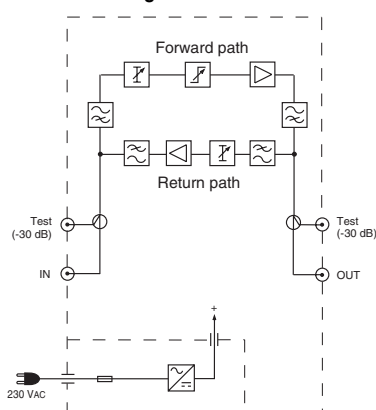 Forward path
Return path
Test
(-30 dB)
Test
(-30 dB)
IN
OUT
+
230 VAC